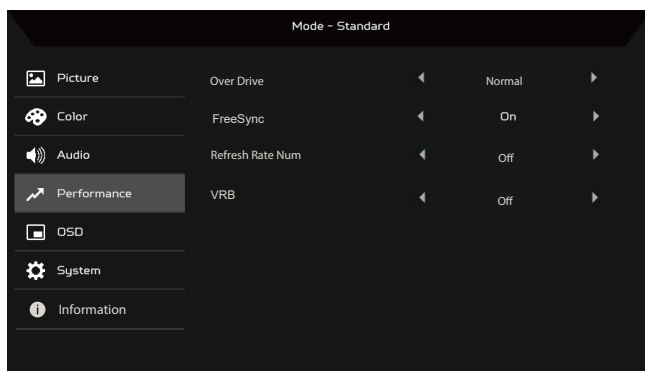 Mode - Standard
Picture
Over Drive Normal
Color
FreeSync On
Audio
Refresh Rate Num Off
Performance
VRB Off
OSD
System
Information